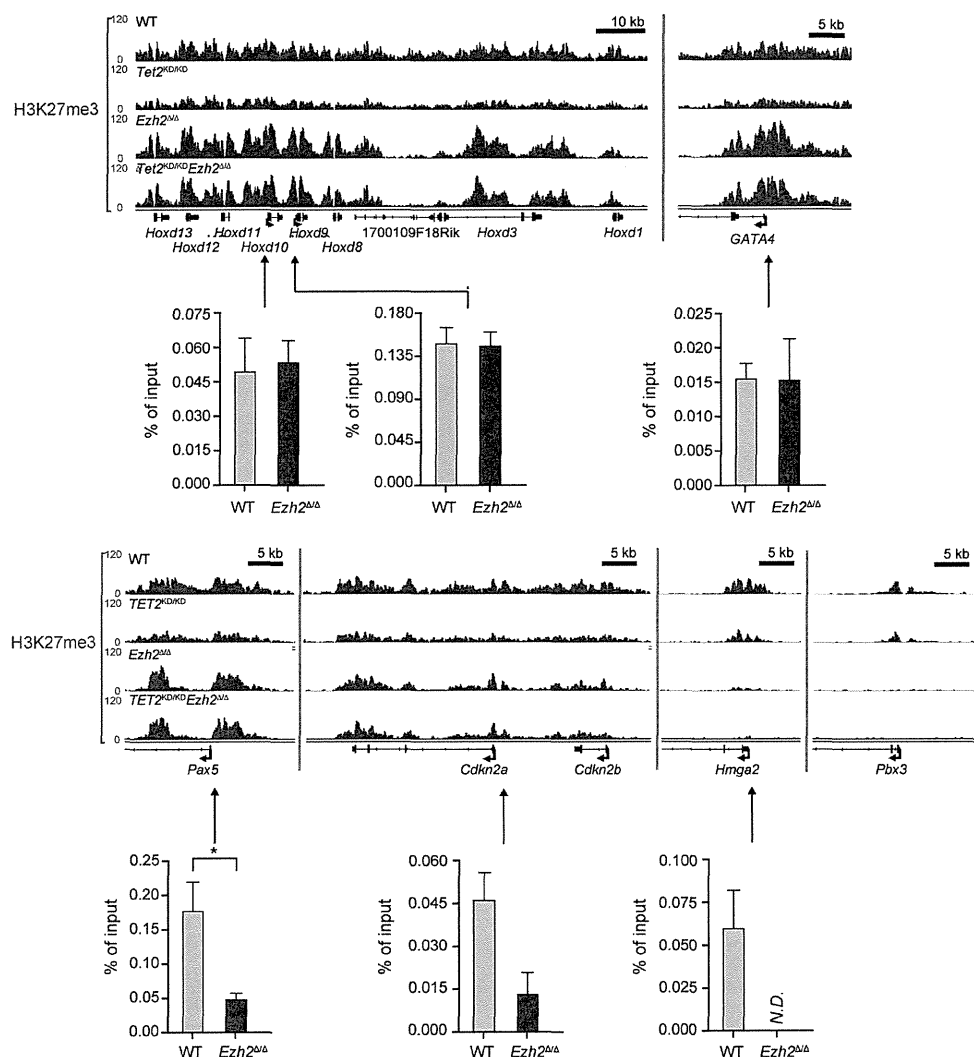 120 WT 10 kb 5 kb
0
120 Tet2KD/KD
H3K27me3
0
120 Ezh2Δ/Δ
0
120 Tet2KD/KDEzh2Δ/Δ
0
Hoxd13 Hoxd11 Hoxd9 1700109F18Rik Hoxd3 Hoxd1 GATA4
Hoxd12 Hoxd10 Hoxd8
% of input
0.075
0.060
0.045
0.030
0.015
0.000
WT Ezh2Δ/Δ
% of input
0.180
0.135
0.090
0.045
0.000
WT Ezh2Δ/Δ
% of input
0.025
0.020
0.015
0.010
0.005
0.000
WT Ezh2Δ/Δ
120 WT 5 kb 5 kb 5 kb 5 kb
0
120 TET2KD/KD
H3K27me3
0
120 Ezh2Δ/Δ
0
120 TET2KD/KDEzh2Δ/Δ
0
Pax5 Cdkn2a Cdkn2b Hmga2 Pbx3
% of input
0.25
0.20
0.15
0.10
0.05
0.00
*
WT Ezh2Δ/Δ
% of input
0.060
0.045
0.030
0.015
0.000
WT Ezh2Δ/Δ
% of input
0.100
0.075
0.050
0.025
0.000
N.D.
WT Ezh2Δ/Δ